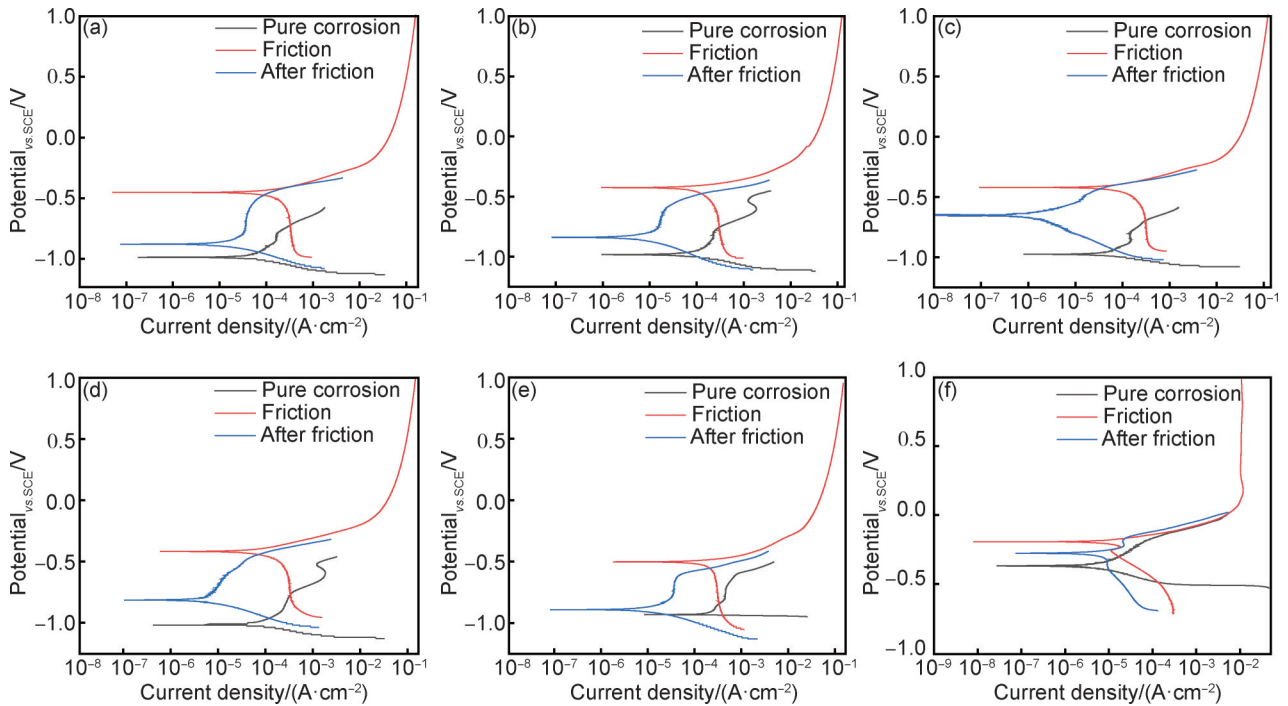 (a)
Pure corrosion
Friction
After friction
1.0
0.5
0.0
−0.5
−1.0
Potential vs.SCE/V
10⁻⁸ 10⁻⁷ 10⁻⁶ 10⁻⁵ 10⁻⁴ 10⁻³ 10⁻² 10⁻¹
Current density/(A·cm⁻²)
(b)
Pure corrosion
Friction
After friction
1.0
0.5
0.0
−0.5
−1.0
Potential vs.SCE/V
10⁻⁸ 10⁻⁷ 10⁻⁶ 10⁻⁵ 10⁻⁴ 10⁻³ 10⁻² 10⁻¹
Current density/(A·cm⁻²)
(c)
Pure corrosion
Friction
After friction
1.0
0.5
0.0
−0.5
−1.0
Potential vs.SCE/V
10⁻⁸ 10⁻⁷ 10⁻⁶ 10⁻⁵ 10⁻⁴ 10⁻³ 10⁻² 10⁻¹
Current density/(A·cm⁻²)
(d)
Pure corrosion
Friction
After friction
1.0
0.5
0.0
−0.5
−1.0
Potential vs.SCE/V
10⁻⁸ 10⁻⁷ 10⁻⁶ 10⁻⁵ 10⁻⁴ 10⁻³ 10⁻² 10⁻¹
Current density/(A·cm⁻²)
(e)
Pure corrosion
Friction
After friction
1.0
0.5
0.0
−0.5
−1.0
Potential vs.SCE/V
10⁻⁸ 10⁻⁷ 10⁻⁶ 10⁻⁵ 10⁻⁴ 10⁻³ 10⁻² 10⁻¹
Current density/(A·cm⁻²)
(f)
Pure corrosion
Friction
After friction
1.0
0.5
0.0
−0.5
−1.0
Potential vs.SCE/V
10⁻⁹ 10⁻⁸ 10⁻⁷ 10⁻⁶ 10⁻⁵ 10⁻⁴ 10⁻³ 10⁻²
Current density/(A·cm⁻²)